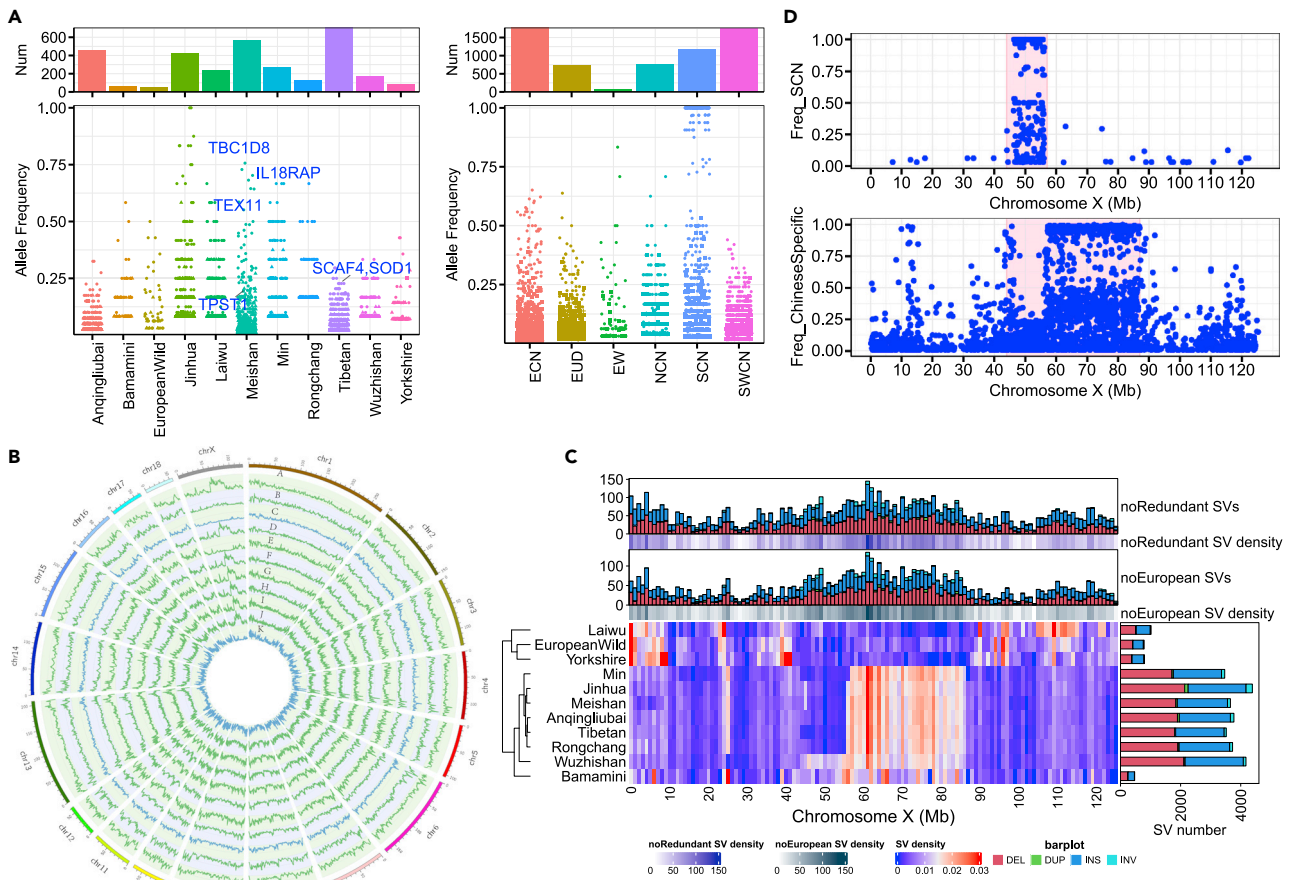 A
Num
600
400
200
0
Allele Frequency
1.00
0.75
0.50
0.25
TBC1D8
IL18RAP
TEX11
SCAF4,SOD1
TPST1
Anqingliubai
Bamamini
EuropeanWild
Jinhua
Laiwu
Meishan
Min
Rongchang
Tibetan
Wuzhishan
Yorkshire
Num
1500
1000
500
0
Allele Frequency
1.00
0.75
0.50
0.25
ECN
EUD
EW
NCN
SCN
SWCN
D
Freq_SCN
1.00
0.75
0.50
0.25
0.00
0 10 20 30 40 50 60 70 80 90 100 110 120
Chromosome X (Mb)
Freq_ChineseSpecific
1.00
0.75
0.50
0.25
0.00
0 10 20 30 40 50 60 70 80 90 100 110 120
Chromosome X (Mb)
B
chrX
chr1
chr2
chr3
chr4
chr5
chr6
chr11
chr12
chr13
chr14
chr15
chr16
chr17
chr18
A
B
C
D
E
F
G
H
I
J
C
150
100
50
0
noRedundant SVs
noRedundant SV density
100
50
0
noEuropean SVs
noEuropean SV density
Laiwu
EuropeanWild
Yorkshire
Min
Jinhua
Meishan
Anqingliubai
Tibetan
Rongchang
Wuzhishan
Bamamini
0 10 20 30 40 50 60 70 80 90 100 110 120
Chromosome X (Mb)
0 2000 4000
SV number
noRedundant SV density
0 50 100 150
noEuropean SV density
0 50 100 150
SV density
0 0.01 0.02 0.03
barplot
DEL DUP INS INV